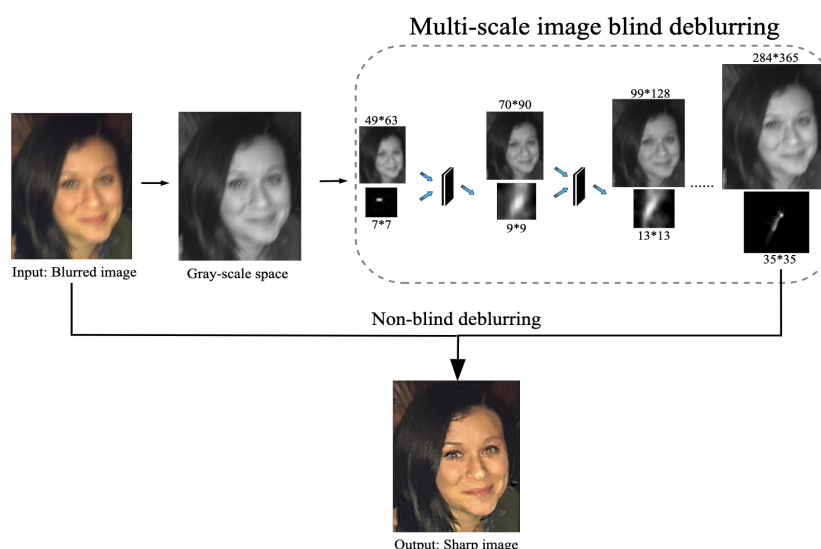 Multi-scale image blind deblurring
284*365
99*128
70*90
49*63
7*7
9*9
13*13
......
35*35
Input: Blurred image
Gray-scale space
Non-blind deblurring
Output: Sharp image